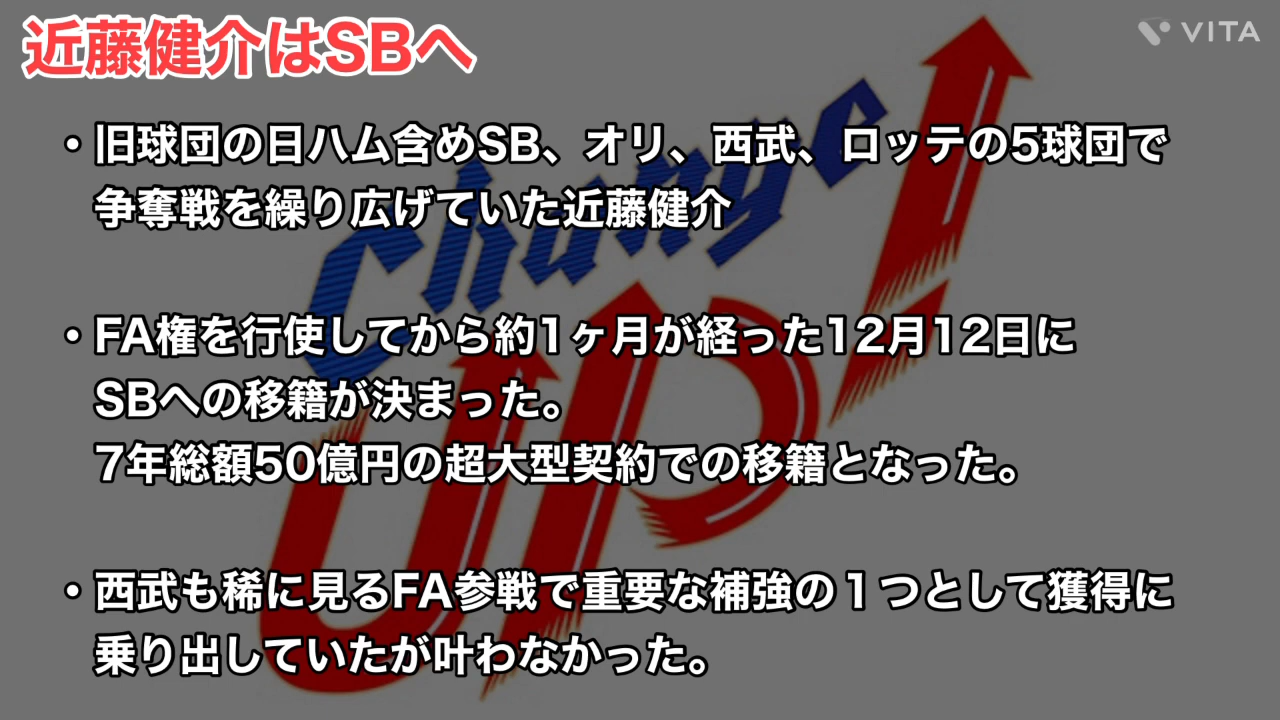 近藤健介はSBへ
VITA
・旧球団の日ハム含めSB、オリ、西武、ロッテの5球団で
争奪戦を繰り広げていた近藤健介
・FA権を行使してから約1ヶ月が経った12月12日に
SBへの移籍が決まった。
7年総額50億円の超大型契約での移籍となった。
・西武も稀に見るFA参戦で重要な補強の１つとして獲得に
乗り出していたが叶わなかった。
Change
UP!